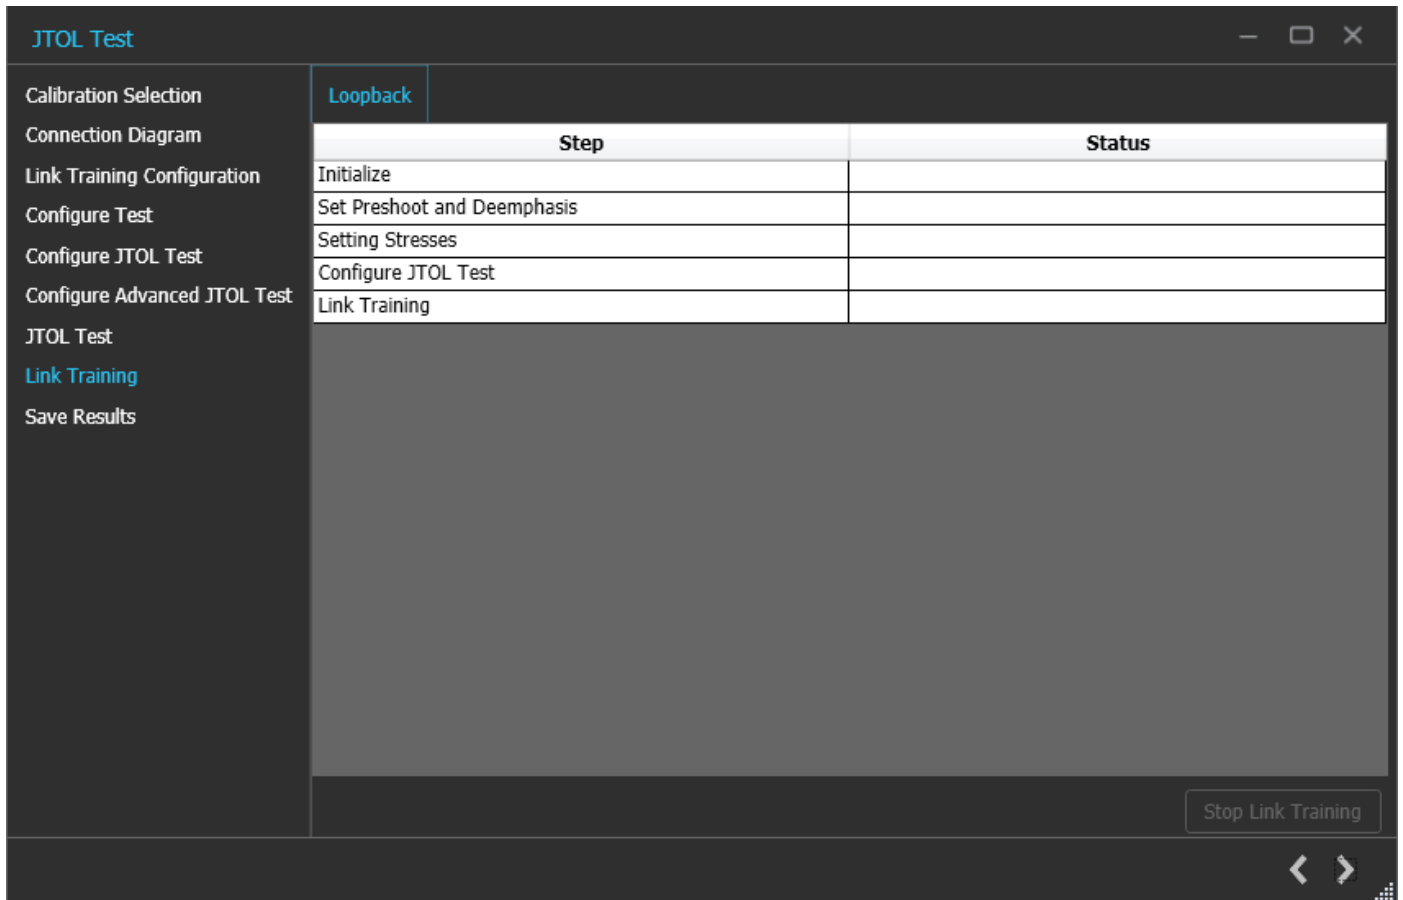 JTOL Test
Calibration Selection
Connection Diagram
Link Training Configuration
Configure Test
Configure JTOL Test
Configure Advanced JTOL Test
JTOL Test
Link Training
Save Results
Loopback
Step Status
Initialize
Set Preshoot and Deemphasis
Setting Stresses
Configure JTOL Test
Link Training
Stop Link Training